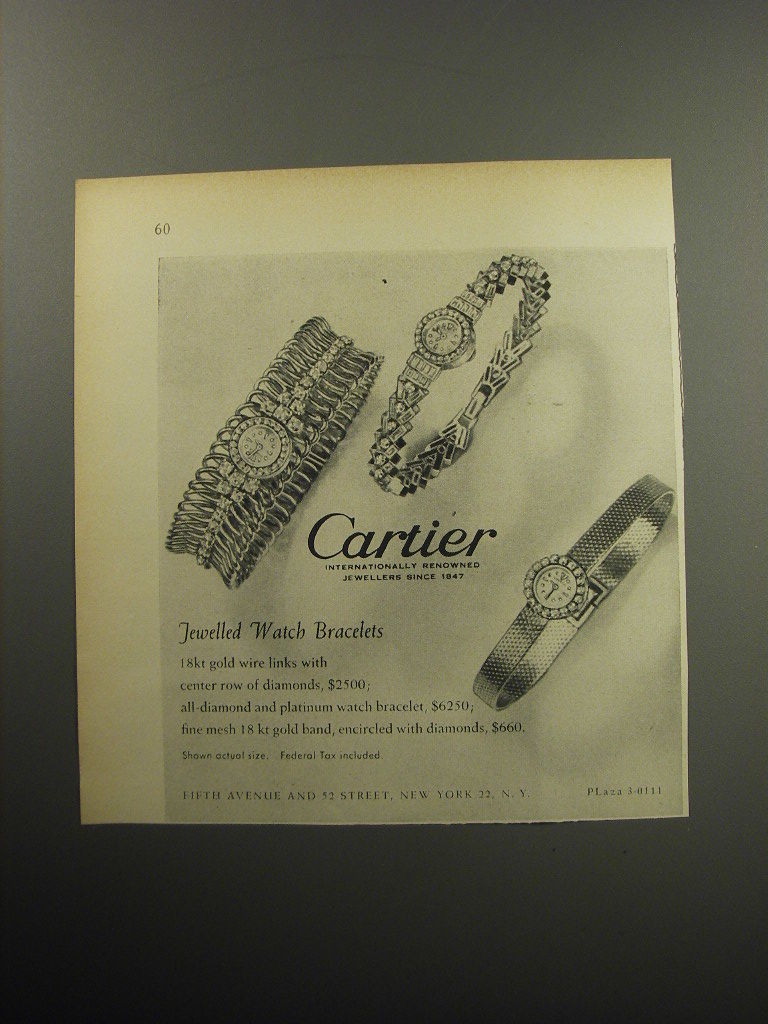 60
Cartier
INTERNATIONALLY RENOWNED
JEWELLERS SINCE 1847
Jewelled Watch Bracelets
18kt gold wire links with
center row of diamonds, $2500;
all-diamond and platinum watch bracelet, $6250;
fine mesh 18 kt gold band, encircled with diamonds, $660.
Shown actual size. Federal Tax included
FIFTH AVENUE AND 52 STREET, NEW YORK 22, N. Y.
PLaza 3-0111